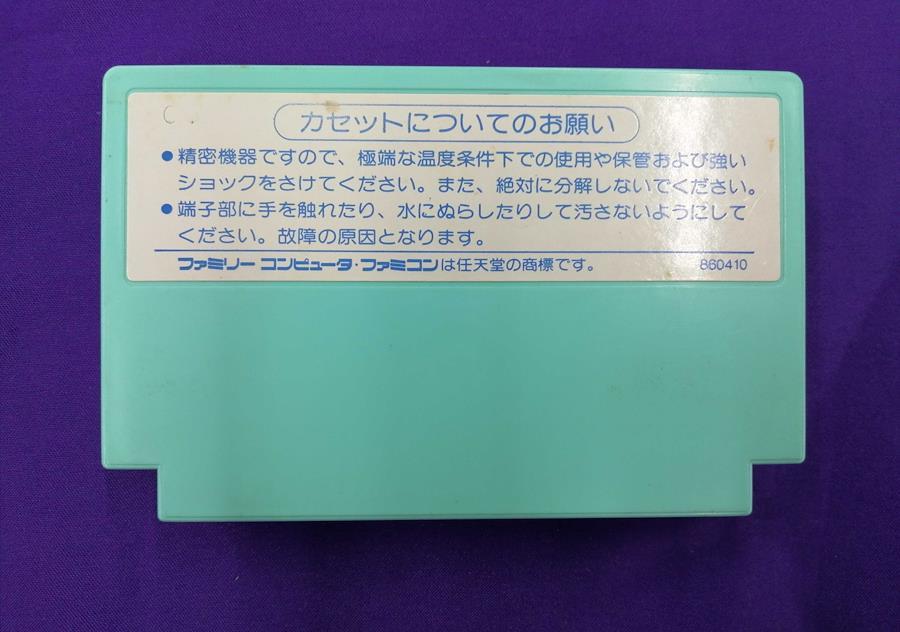 カセットについてのお願い
●精密機器ですので、極端な温度条件下での使用や保管および強い
ショックをさけてください。また、絶対に分解しないでください。
●端子部に手を触れたり、水にぬらしたりして汚さないようにして
ください。故障の原因となります。
ファミリーコンピュータ・ファミコンは任天堂の商標です。 860410